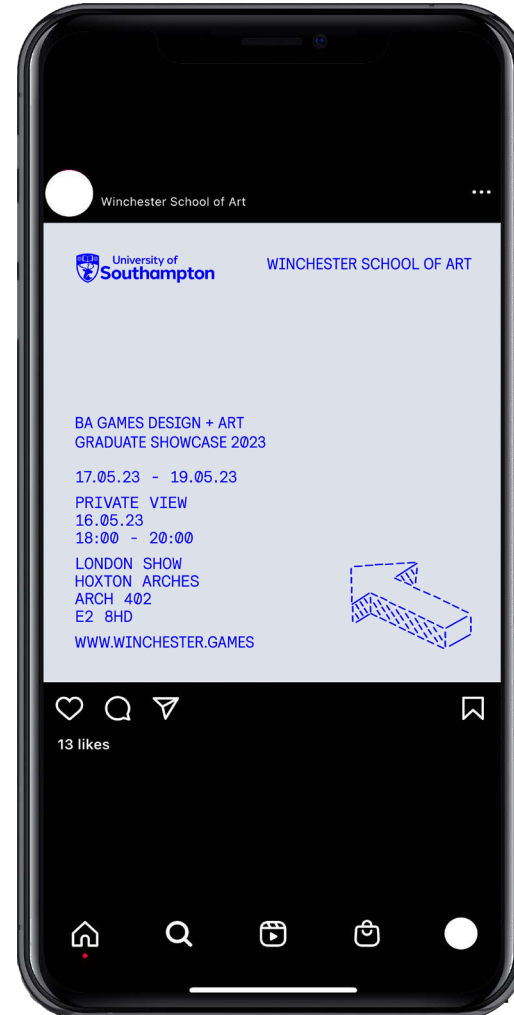 Winchester School of Art
University of
Southampton
WINCHESTER SCHOOL OF ART
BA GAMES DESIGN + ART
GRADUATE SHOWCASE 2023
17.05.23 - 19.05.23
PRIVATE VIEW
16.05.23
18:00 - 20:00
LONDON SHOW
HOXTON ARCHES
ARCH 402
E2 8HD
WWW.WINCHESTER.GAMES
13 likes